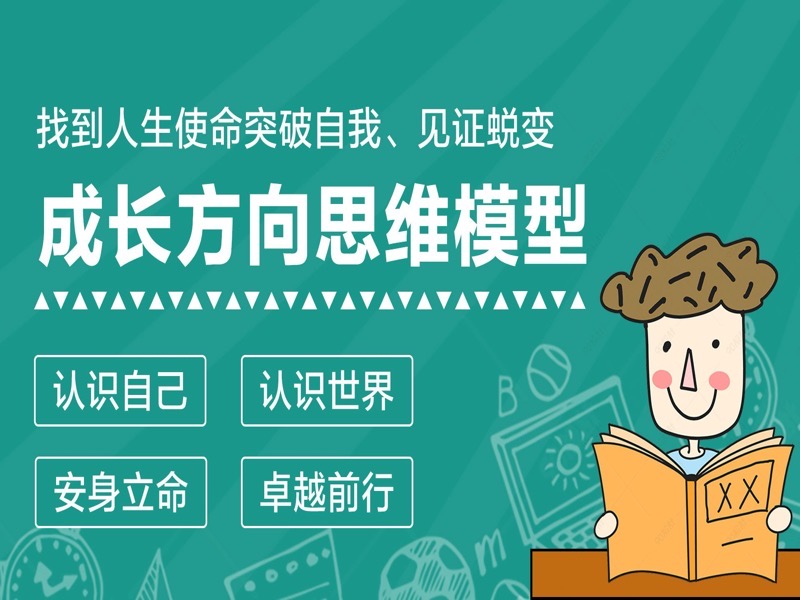 找到人生使命突破自我、见证蜕变
成长方向思维模型
认识自己
认识世界
安身立命
卓越前行
B
m
XX